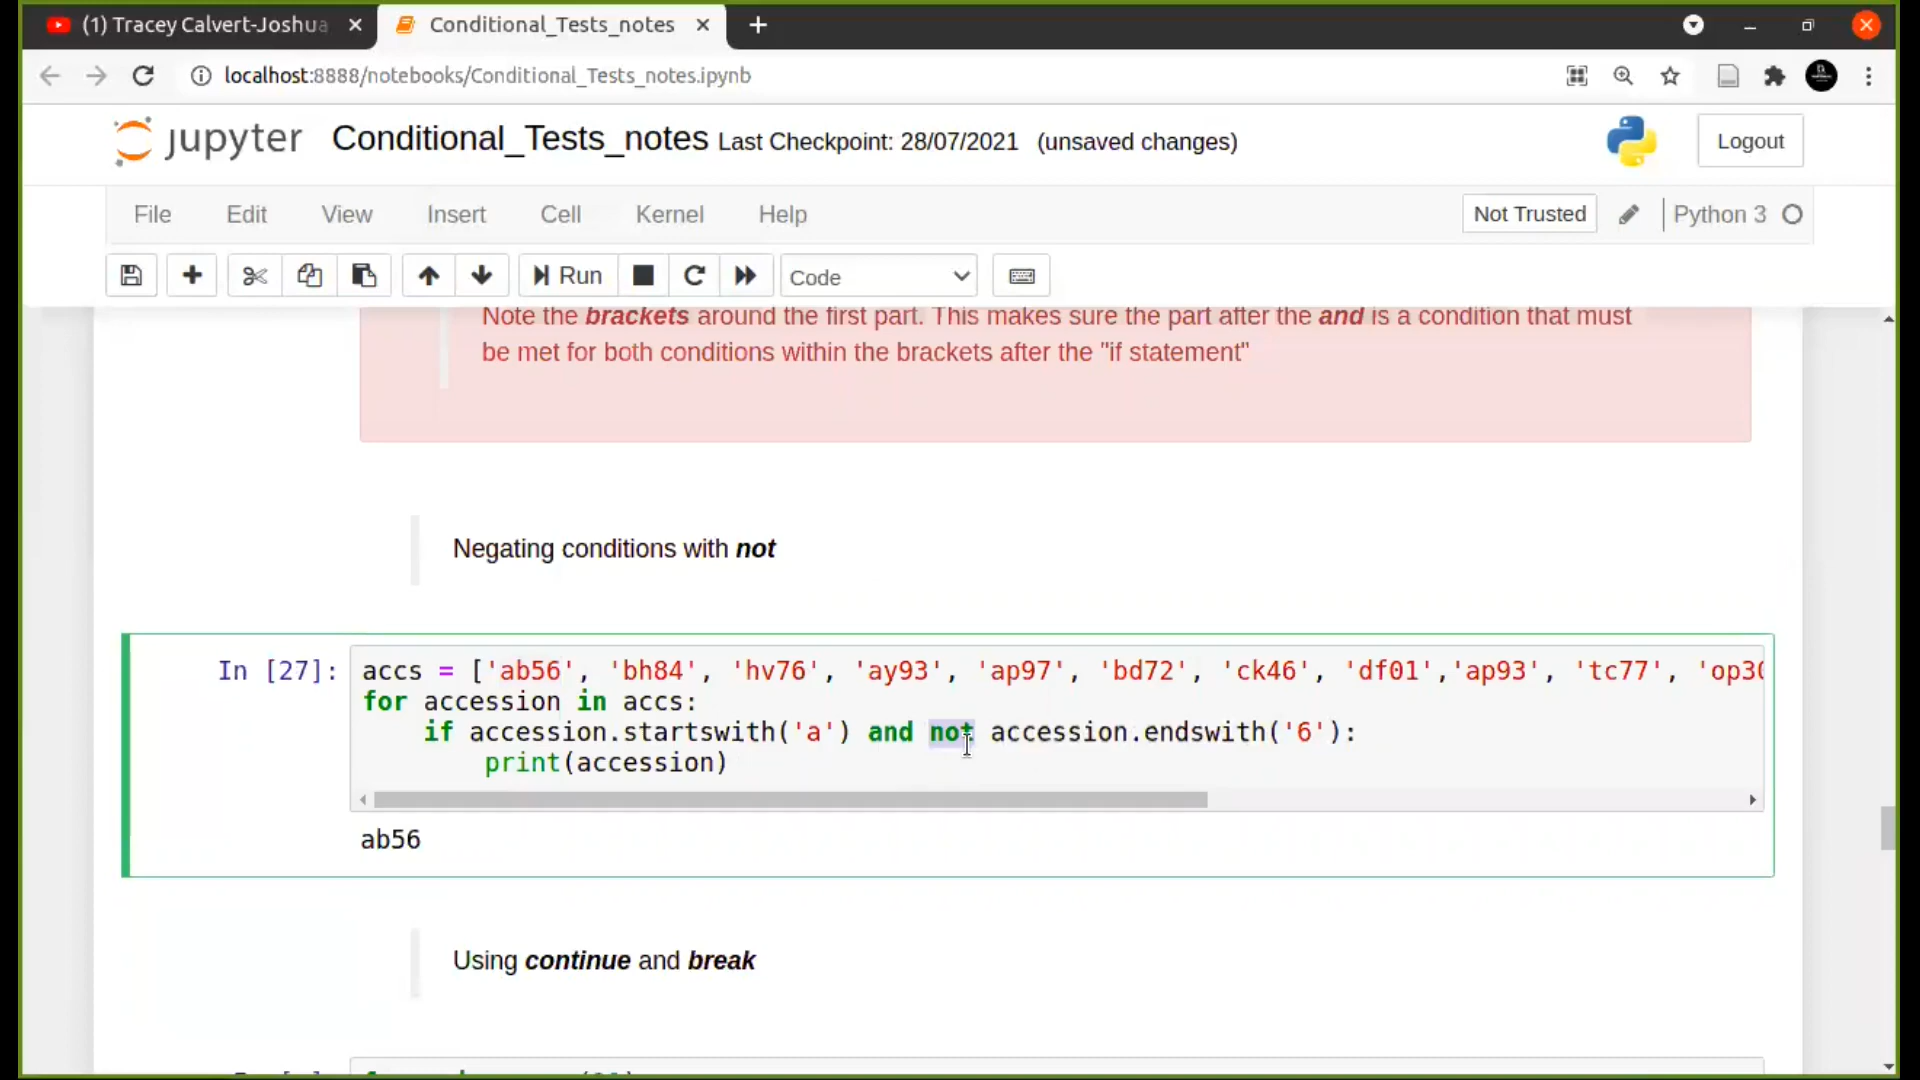 (1) Tracey Calvert-Joshua
Conditional_Tests_notes
localhost:8888/notebooks/Conditional_Tests_notes.ipynb
jupyter Conditional_Tests_notes Last Checkpoint: 28/07/2021 (unsaved changes)
Logout
File Edit View Insert Cell Kernel Help
Not Trusted
Python 3
Run
Code
Note the brackets around the first part. This makes sure the part after the and is a condition that must
be met for both conditions within the brackets after the "if statement"
Negating conditions with not
In [27]:
accs = ['ab56', 'bh84', 'hv76', 'ay93', 'ap97', 'bd72', 'ck46', 'df01','ap93', 'tc77', 'op30
for accession in accs:
if accession.startswith('a') and not accession.endswith('6'):
print(accession)
ab56
Using continue and break